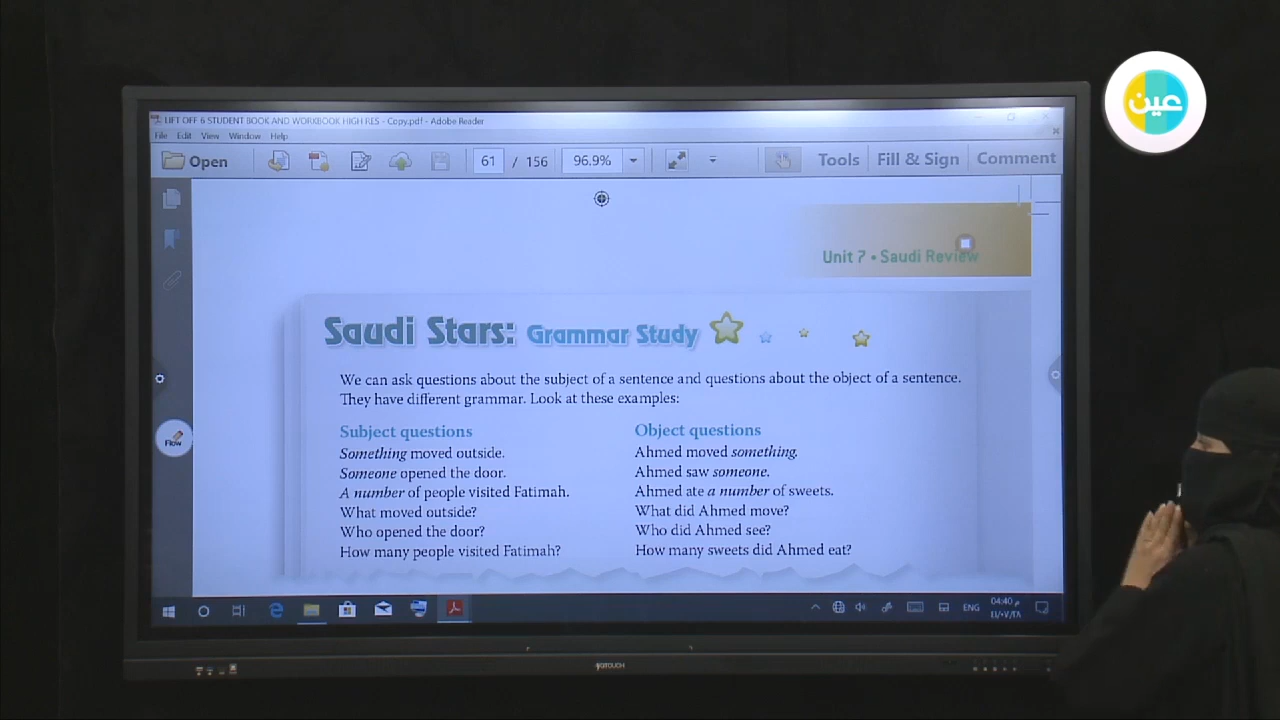 عين
LIFT OFF 6 STUDENT BOOK AND WORKBOOK HIGH RES - Copy.pdf - Adobe Reader
File Edit View Window Help
Open 61 / 156 96.9% Tools Fill & Sign Comment
Unit 7 • Saudi Review
Saudi Stars: Grammar Study
We can ask questions about the subject of a sentence and questions about the object of a sentence.
They have different grammar. Look at these examples:
Subject questions
Something moved outside.
Someone opened the door.
A number of people visited Fatimah.
What moved outside?
Who opened the door?
How many people visited Fatimah?
Object questions
Ahmed moved something.
Ahmed saw someone.
Ahmed ate a number of sweets.
What did Ahmed move?
Who did Ahmed see?
How many sweets did Ahmed eat?
Flow
ENG
04:40 م